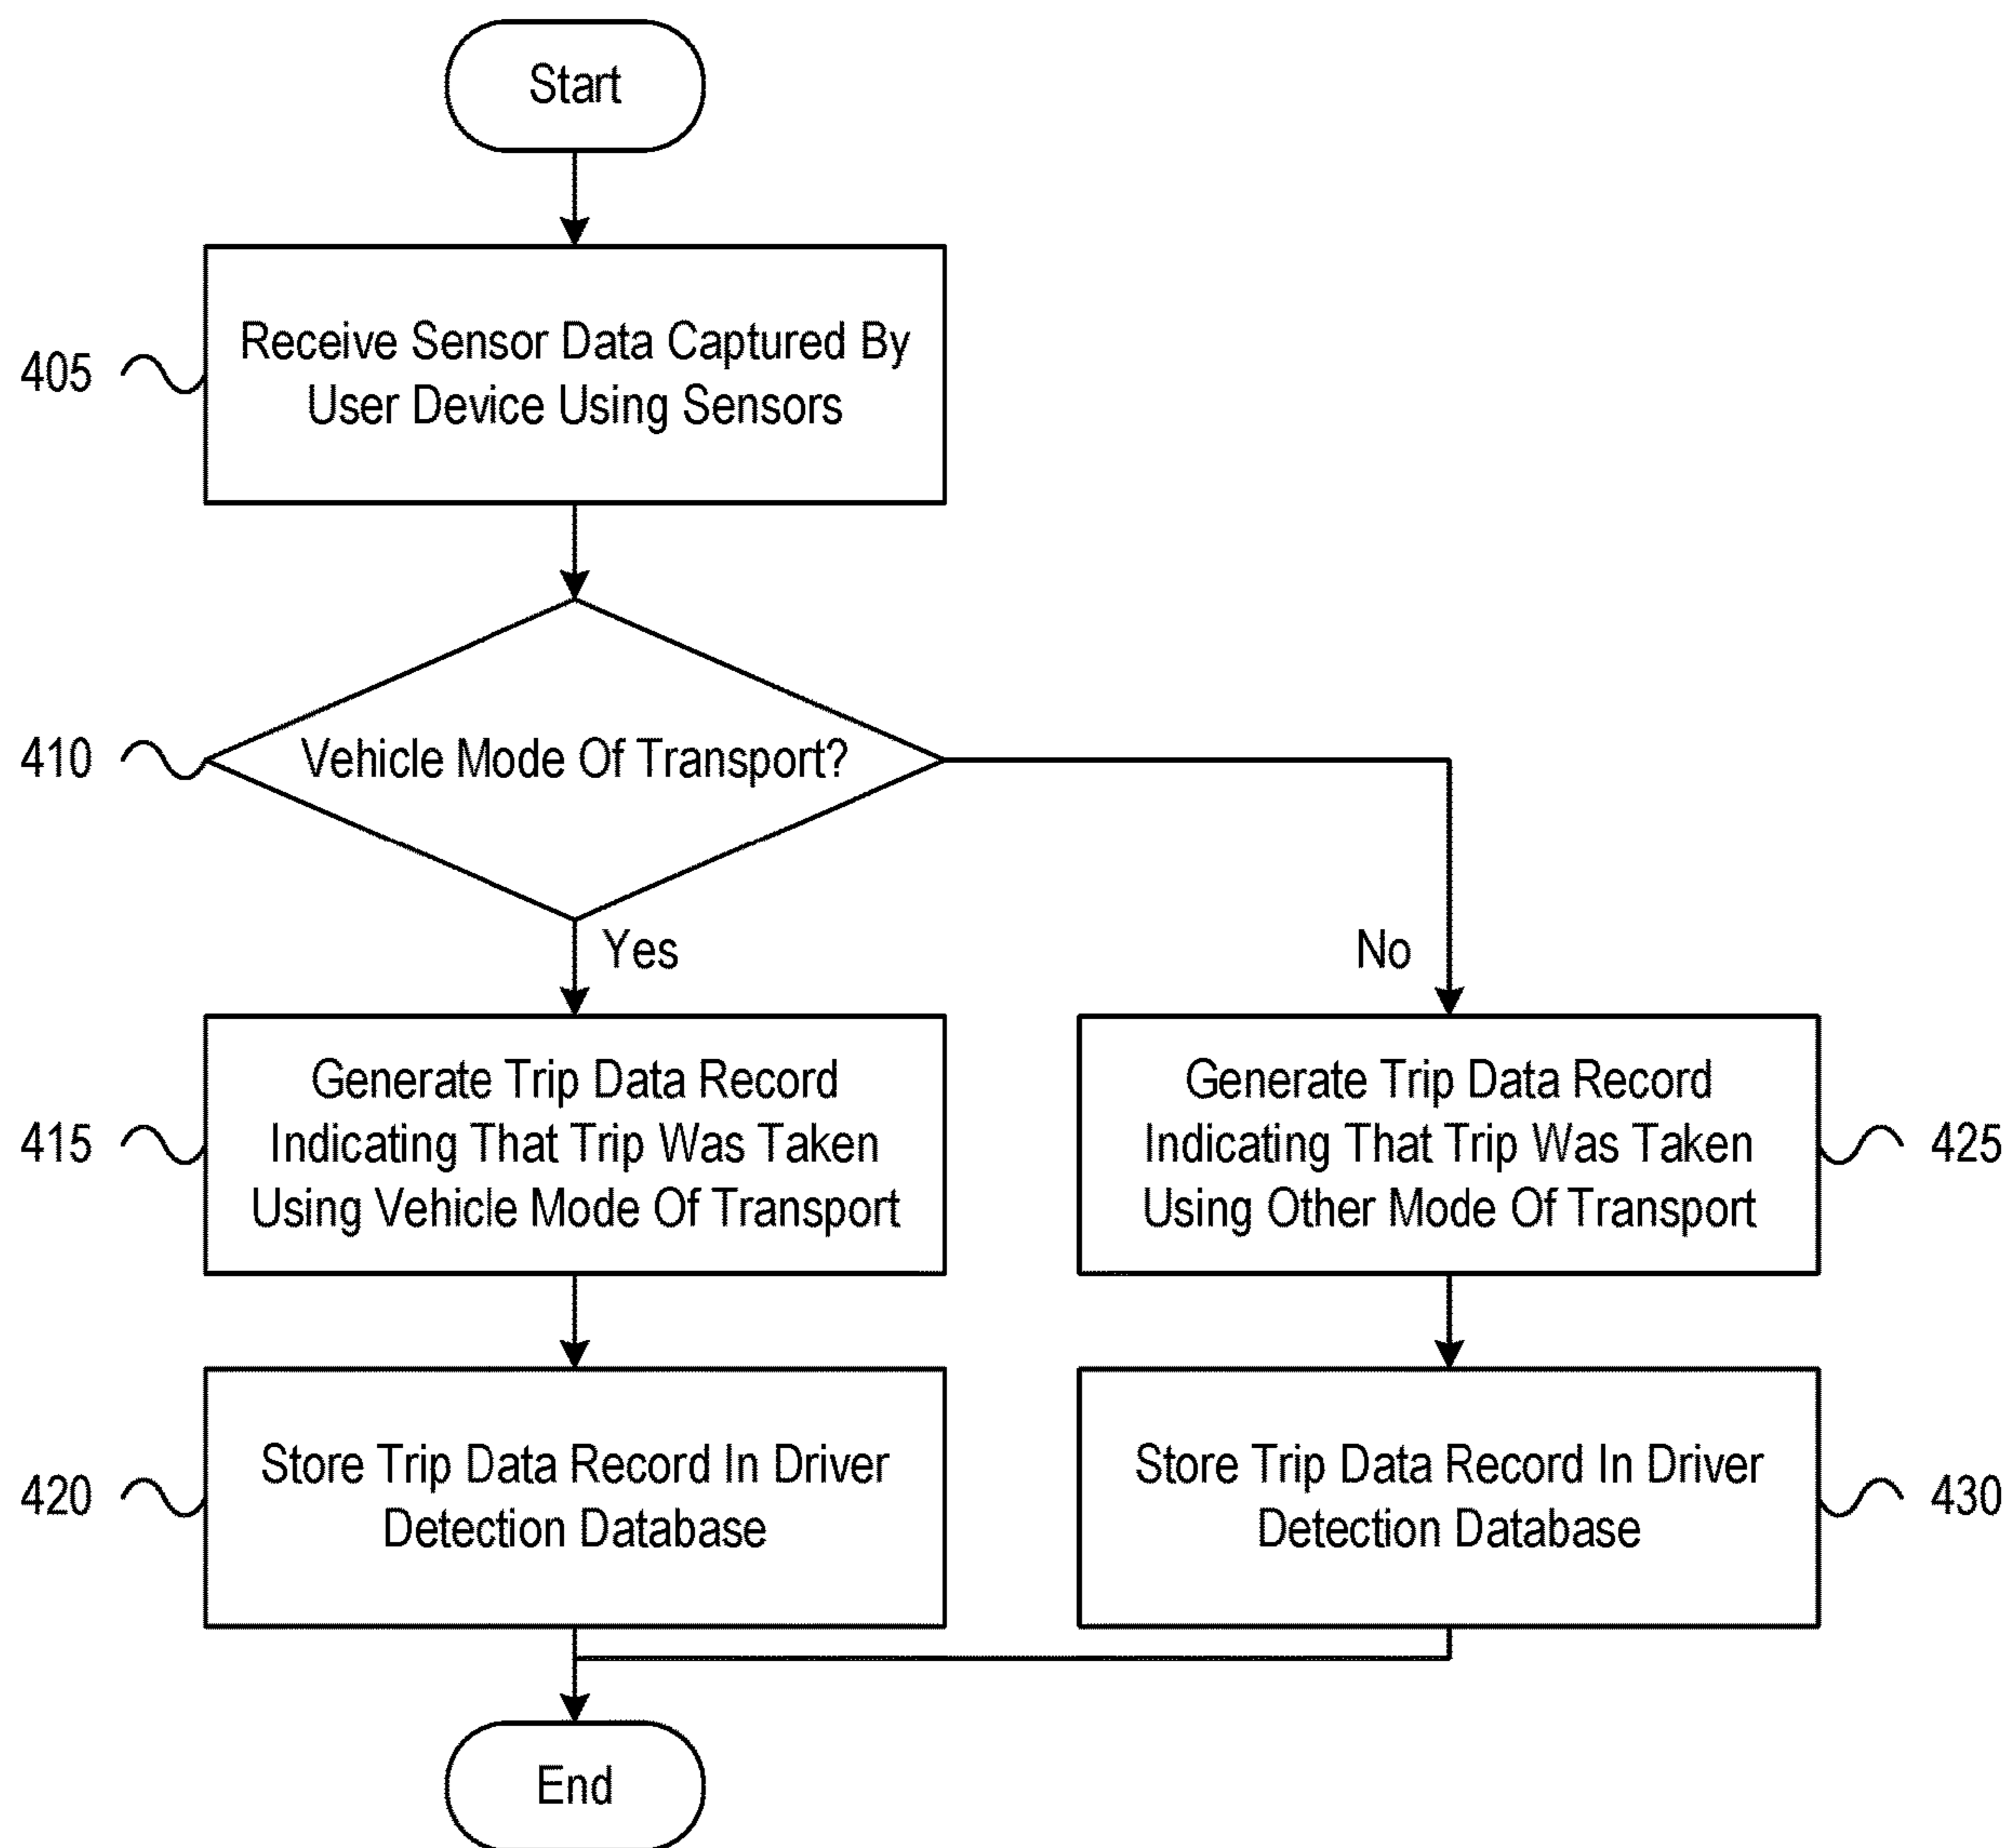 Start
405
Receive Sensor Data Captured By
User Device Using Sensors
410
Vehicle Mode Of Transport?
Yes
No
415
Generate Trip Data Record
Indicating That Trip Was Taken
Using Vehicle Mode Of Transport
Generate Trip Data Record
Indicating That Trip Was Taken
Using Other Mode Of Transport
425
420
Store Trip Data Record In Driver
Detection Database
Store Trip Data Record In Driver
Detection Database
430
End